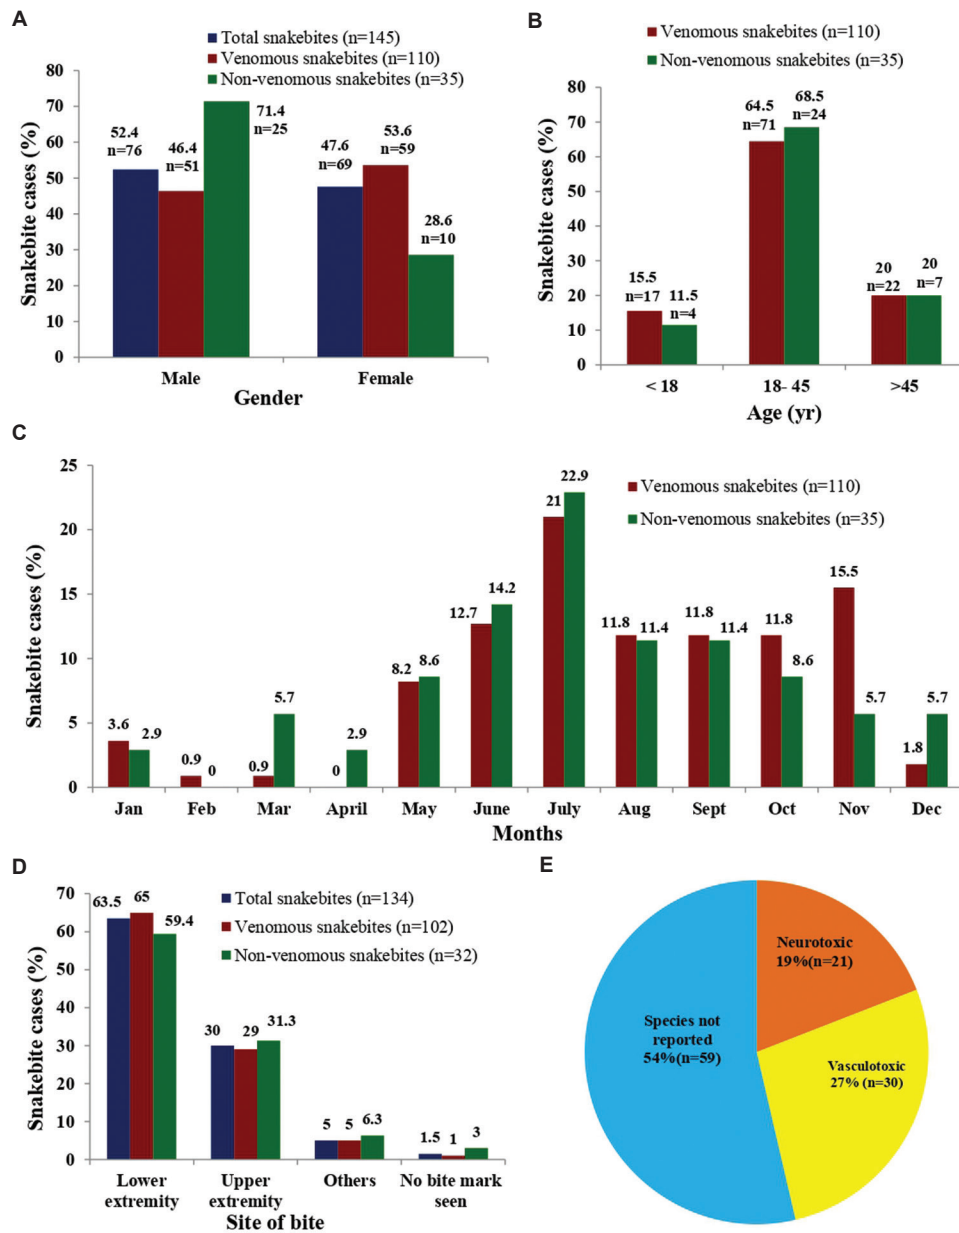 A
Total snakebites (n=145)
Venomous snakebites (n=110)
Non-venomous snakebites (n=35)
Snakebite cases (%)
80
70
60
50
40
30
20
10
0
52.4
n=76
46.4
n=51
71.4
n=25
47.6
n=69
53.6
n=59
28.6
n=10
Male
Female
Gender
B
Venomous snakebites (n=110)
Non-venomous snakebites (n=35)
Snakebite cases (%)
80
70
60
50
40
30
20
10
0
15.5
n=17
11.5
n=4
64.5
n=71
68.5
n=24
20
n=22
20
n=7
< 18
18- 45
>45
Age (yr)
C
Venomous snakebites (n=110)
Non-venomous snakebites (n=35)
Snakebite cases (%)
25
20
15
10
5
0
3.6
2.9
0.9
0
0.9
5.7
0
2.9
8.2
8.6
12.7
14.2
21
22.9
11.8
11.4
11.8
11.4
11.8
8.6
15.5
5.7
1.8
5.7
Jan
Feb
Mar
April
May
June
July
Aug
Sept
Oct
Nov
Dec
Months
D
Total snakebites (n=134)
Venomous snakebites (n=102)
Non-venomous snakebites (n=32)
Snakebite cases (%)
70
60
50
40
30
20
10
0
63.5
65
59.4
30
29
31.3
5
5
6.3
1.5
1
3
Lower
extremity
Upper
extremity
Others
No bite mark
seen
Site of bite
E
Neurotoxic
19%(n=21)
Species not
reported
54%(n=59)
Vasculotoxic
27% (n=30)